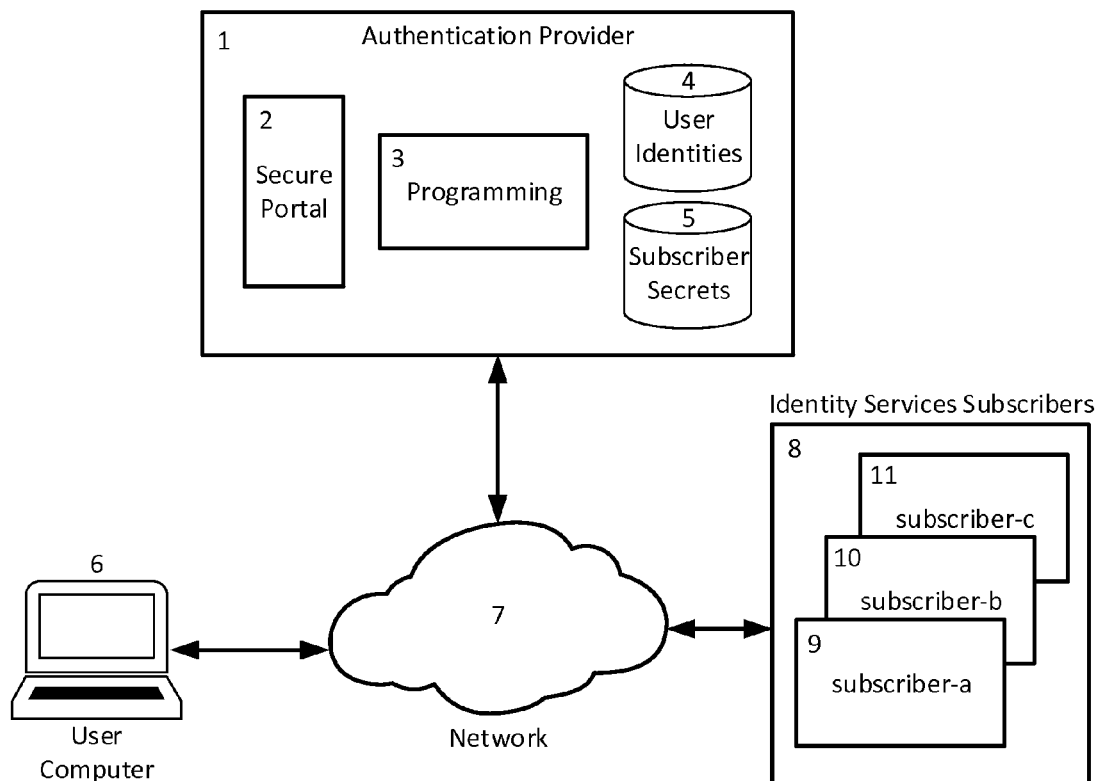 1
Authentication Provider
2
Secure
Portal
3
Programming
4
User
Identities
5
Subscriber
Secrets
Identity Services Subscribers
8
11
subscriber-c
10
subscriber-b
9
subscriber-a
6
User
Computer
7
Network